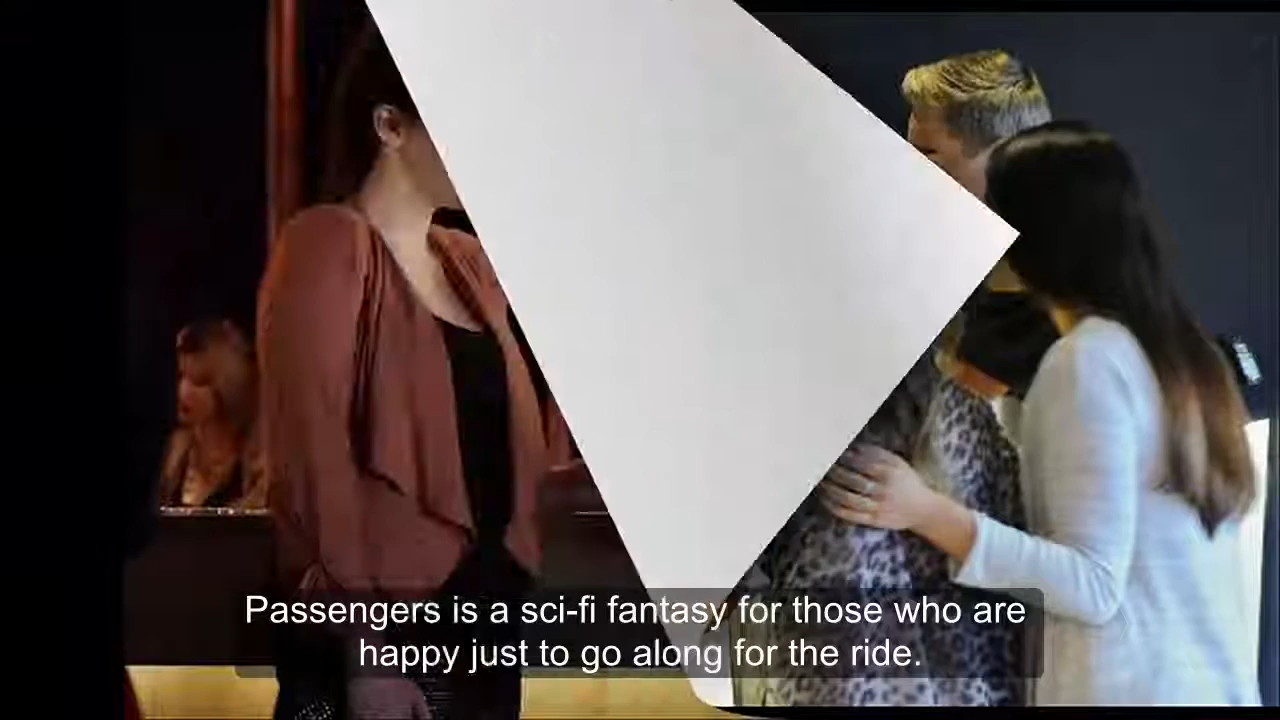 Passengers is a sci-fi fantasy for those who are
happy just to go along for the ride.